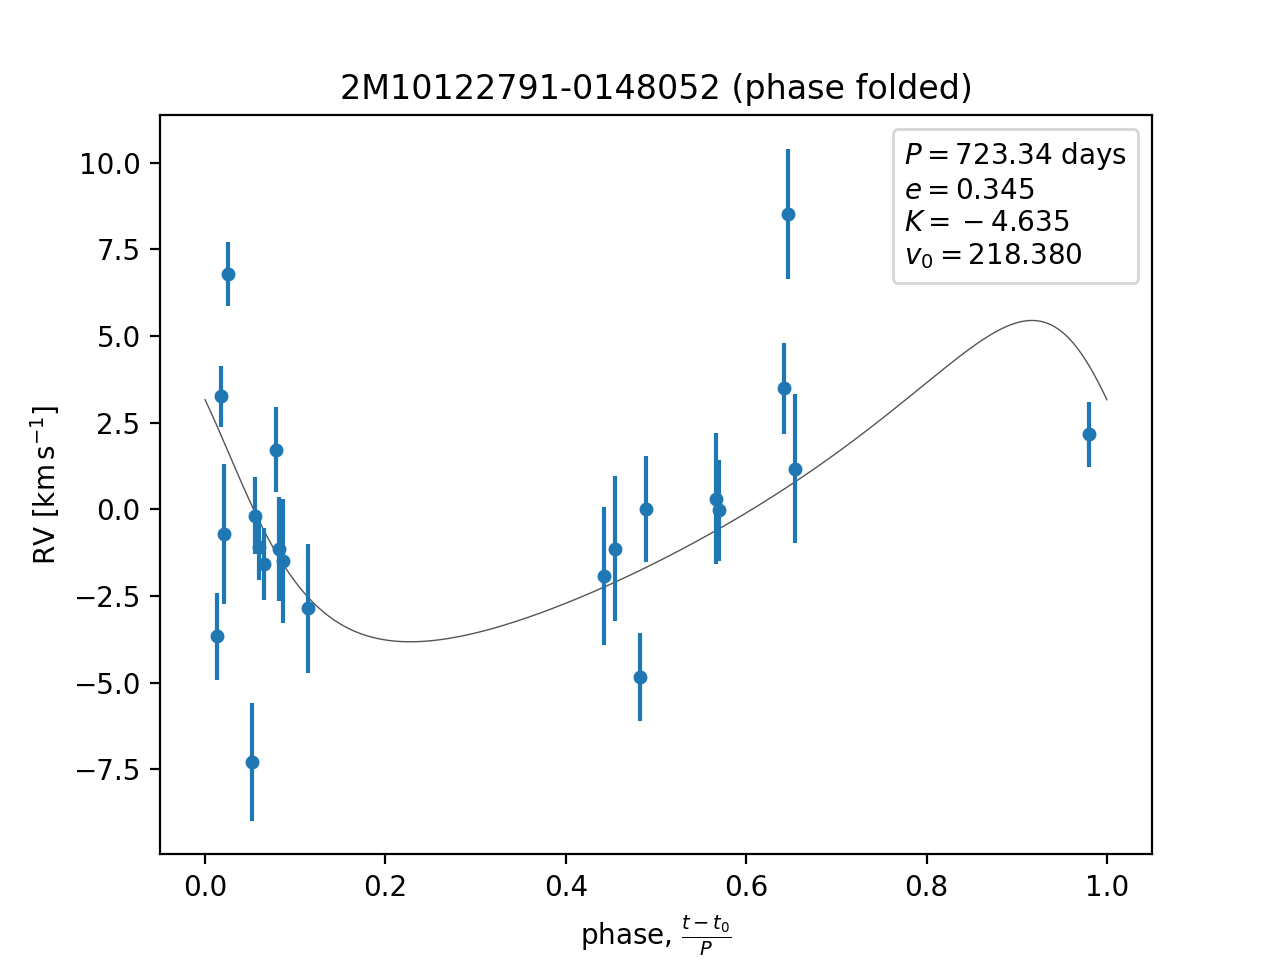 2M10122791-0148052 (phase folded)
P = 723.34 days
e = 0.345
K = −4.635
v₀ = 218.380
10.0
7.5
5.0
2.5
0.0
−2.5
−5.0
−7.5
RV [km s⁻¹]
0.0 0.2 0.4 0.6 0.8 1.0
phase, (t − t₀)/P